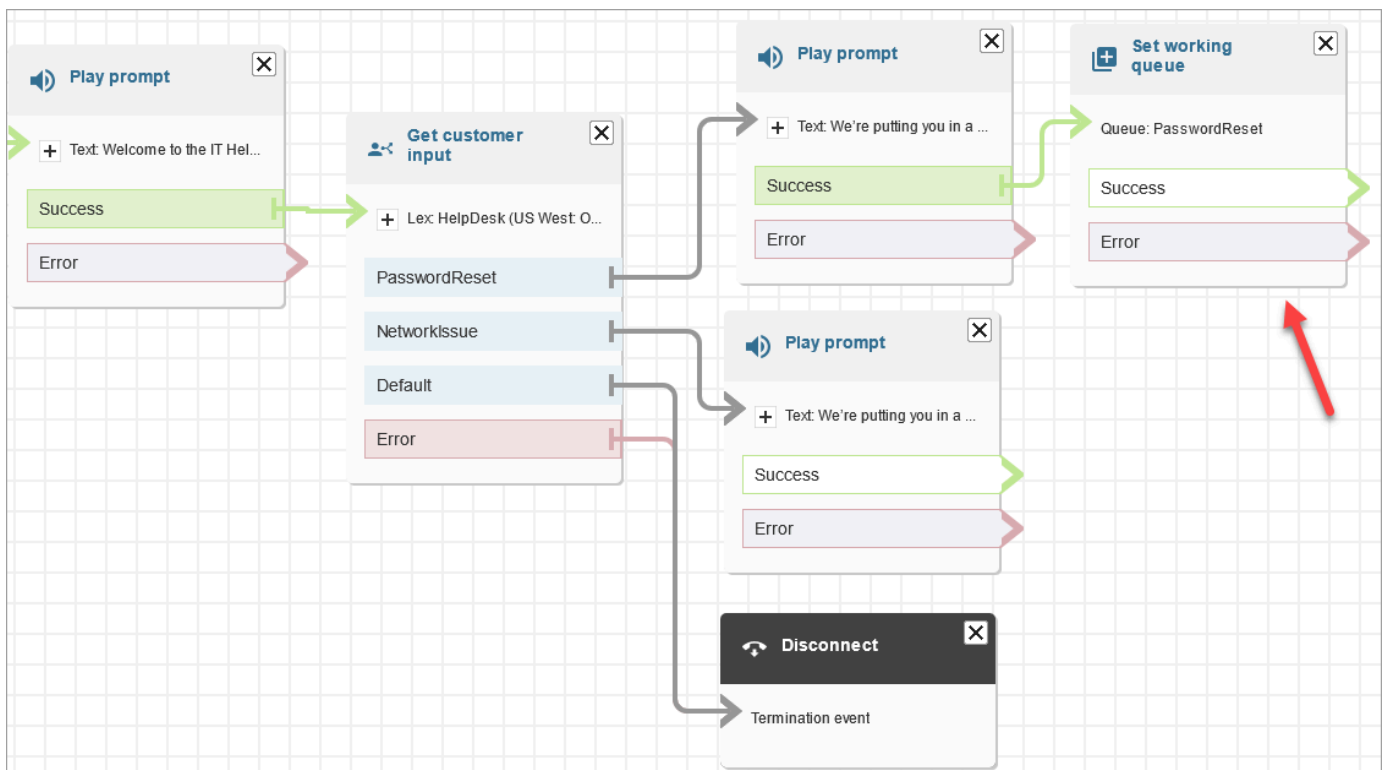 Play prompt
Text: Welcome to the IT Hel...
Success
Error
Get customer
input
Lex: HelpDesk (US West: O...
PasswordReset
NetworkIssue
Default
Error
Play prompt
Text: We're putting you in a ...
Success
Error
Set working
queue
Queue: PasswordReset
Success
Error
Play prompt
Text: We're putting you in a ...
Success
Error
Disconnect
Termination event